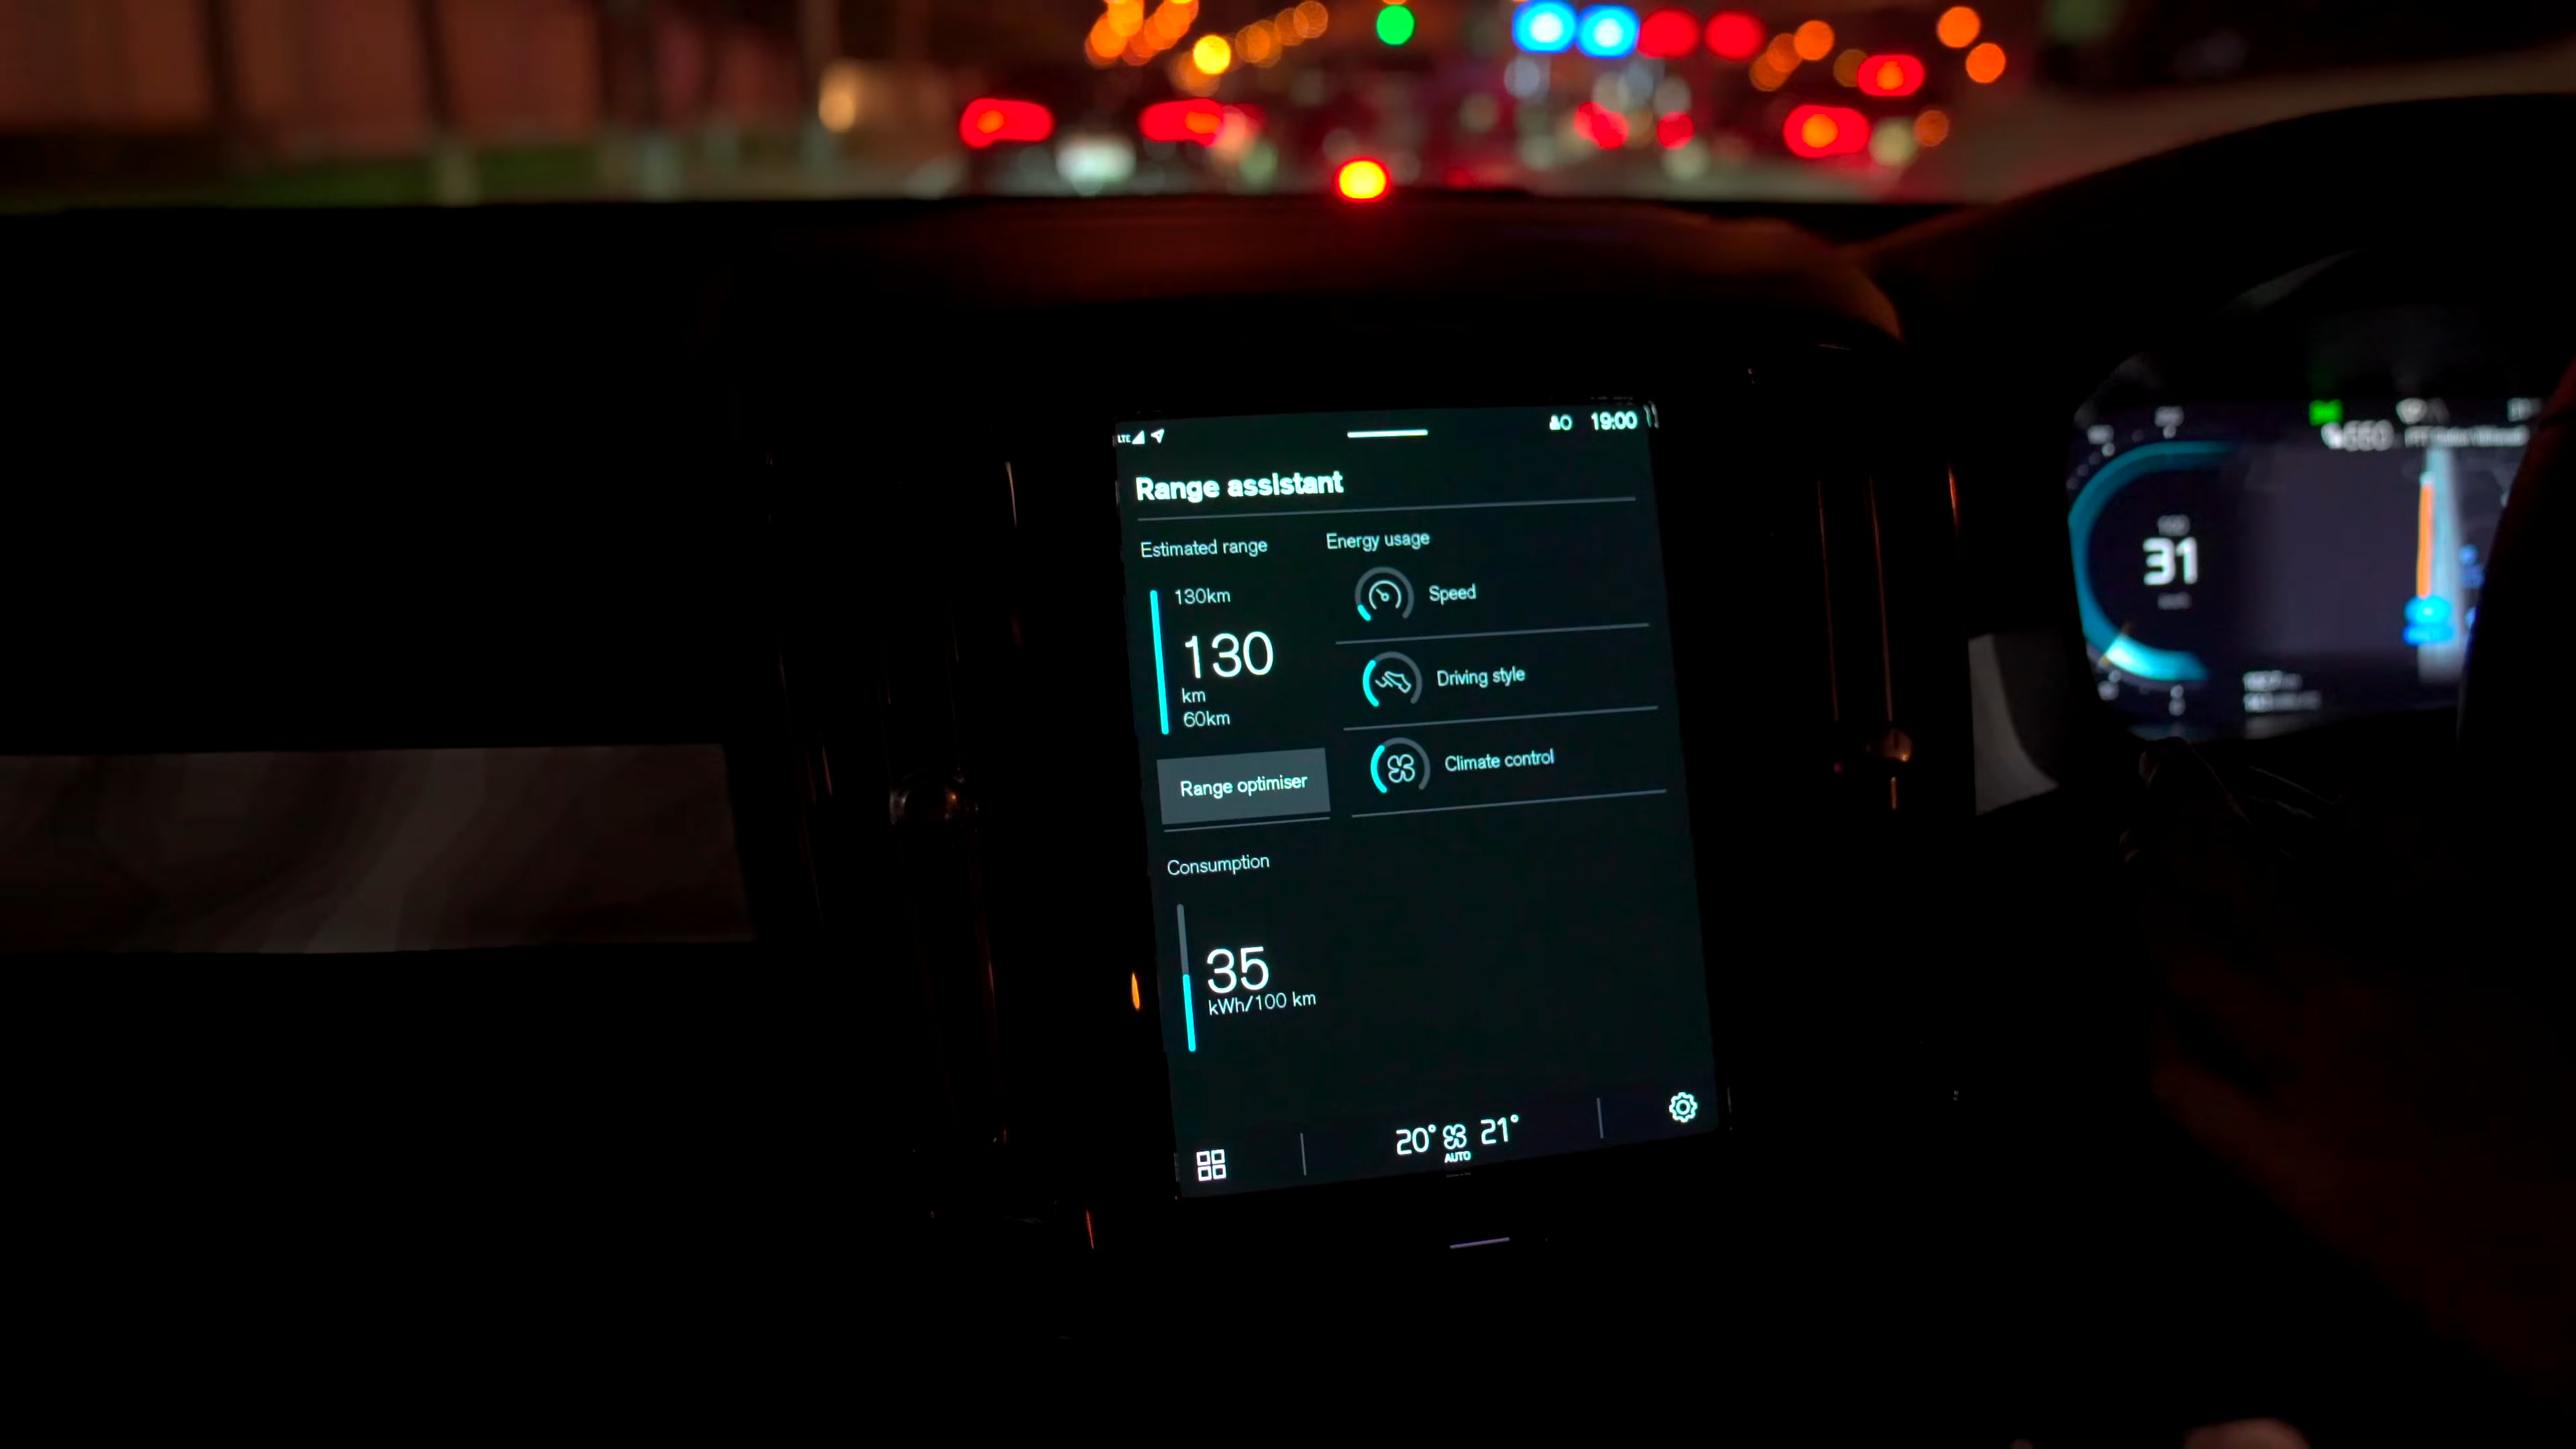 LTE
19:00
Range assistant
Estimated range
130km
130
km
60km
Range optimiser
Energy usage
Speed
Driving style
Climate control
Consumption
35
kWh/100 km
20° 21°
AUTO
31